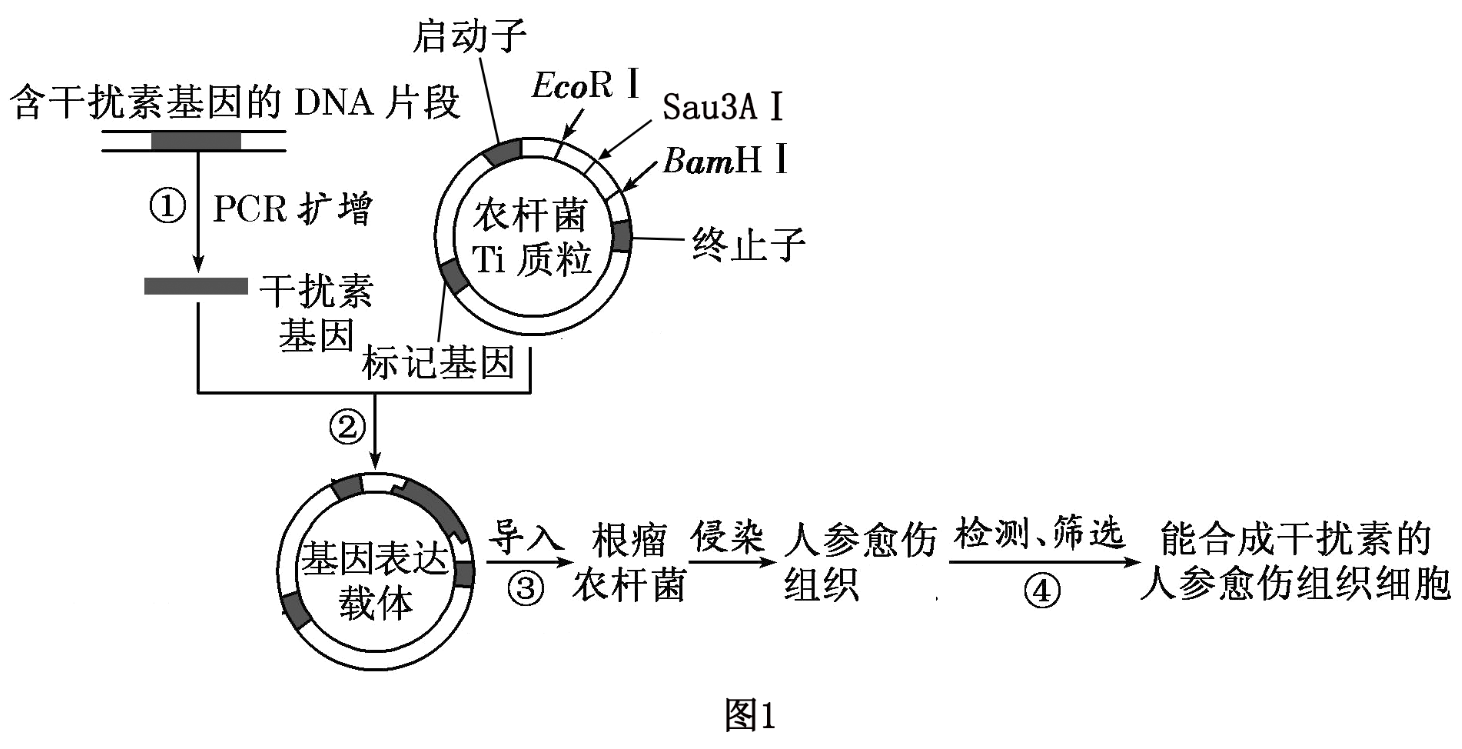 启动子
EcoR Ⅰ
含干扰素基因的 DNA 片段
Sau3A Ⅰ
BamH Ⅰ
① PCR 扩增
农杆菌
Ti 质粒
终止子
干扰素
基因
标记基因
②
基因表达
载体
导入
③
根瘤
农杆菌
侵染
人参愈伤
组织
检测、筛选
④
能合成干扰素的
人参愈伤组织细胞
图1